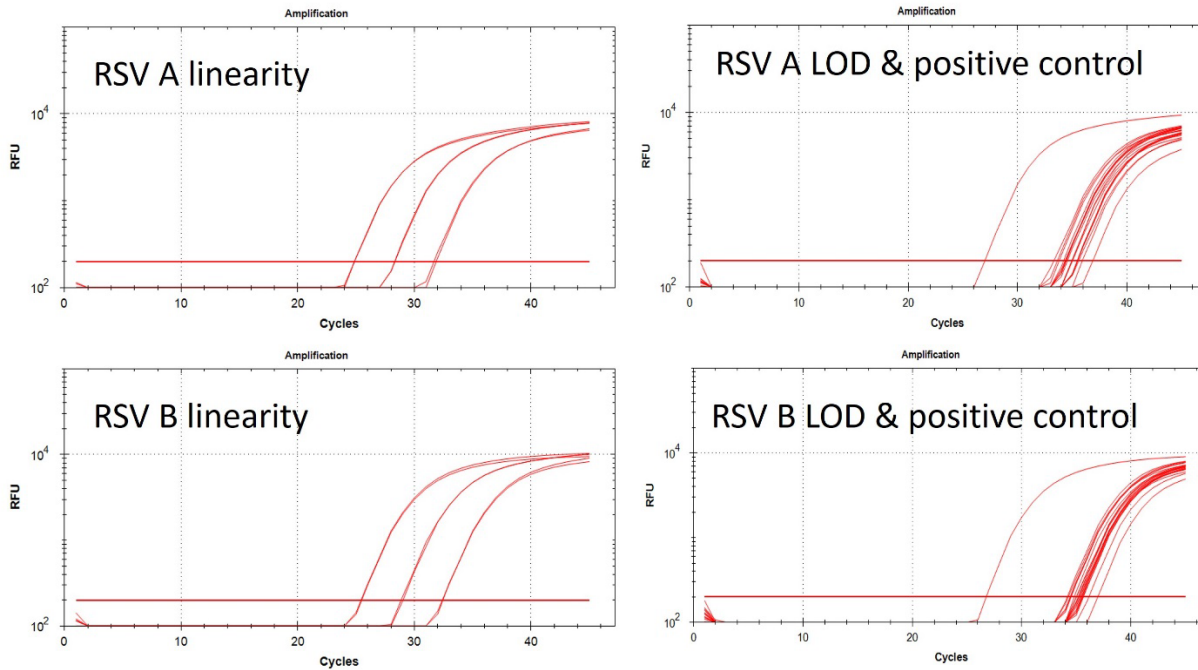 Amplification
RSV A linearity
10^4
RFU
10^2
0 10 20 30 40
Cycles
Amplification
RSV A LOD & positive control
10^4
RFU
10^2
0 10 20 30 40
Cycles
Amplification
RSV B linearity
10^4
RFU
10^2
0 10 20 30 40
Cycles
Amplification
RSV B LOD & positive control
10^4
RFU
10^2
0 10 20 30 40
Cycles